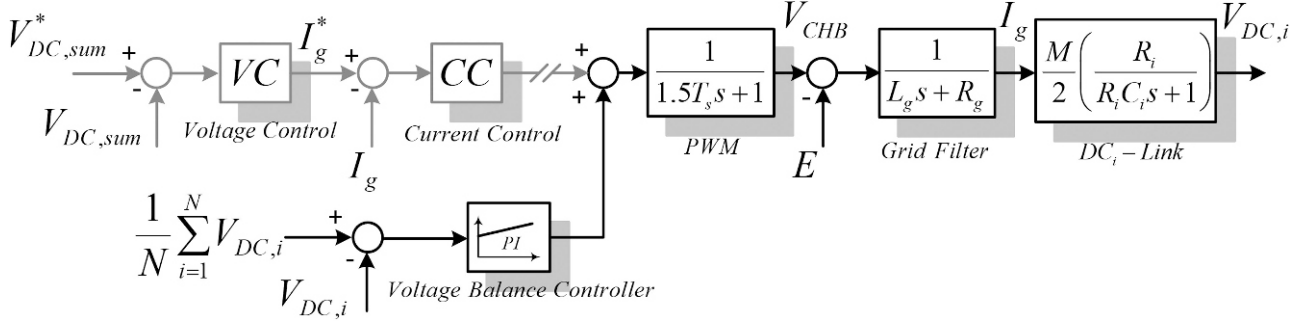 V*DC,sum
+
-
VDC,sum
VC
Voltage Control
I*g
+
-
Ig
CC
Current Control
+
+
1
1.5Tss+1
PWM
VCHB
-
E
1
Lgs+Rg
Grid Filter
Ig
M
2
(Ri
RiCis+1)
DCi−Link
VDC,i
1
N
N
∑
i=1
VDC,i
+
-
VDC,i
PI
Voltage Balance Controller